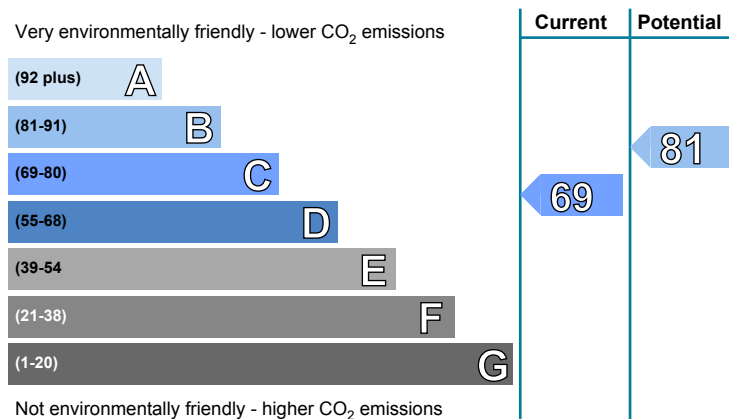 Very environmentally friendly - lower CO2 emissions
Current
Potential
(92 plus) A
(81-91) B
(69-80) C
(55-68) D
(39-54 E
(21-38) F
(1-20) G
81
69
Not environmentally friendly - higher CO2 emissions